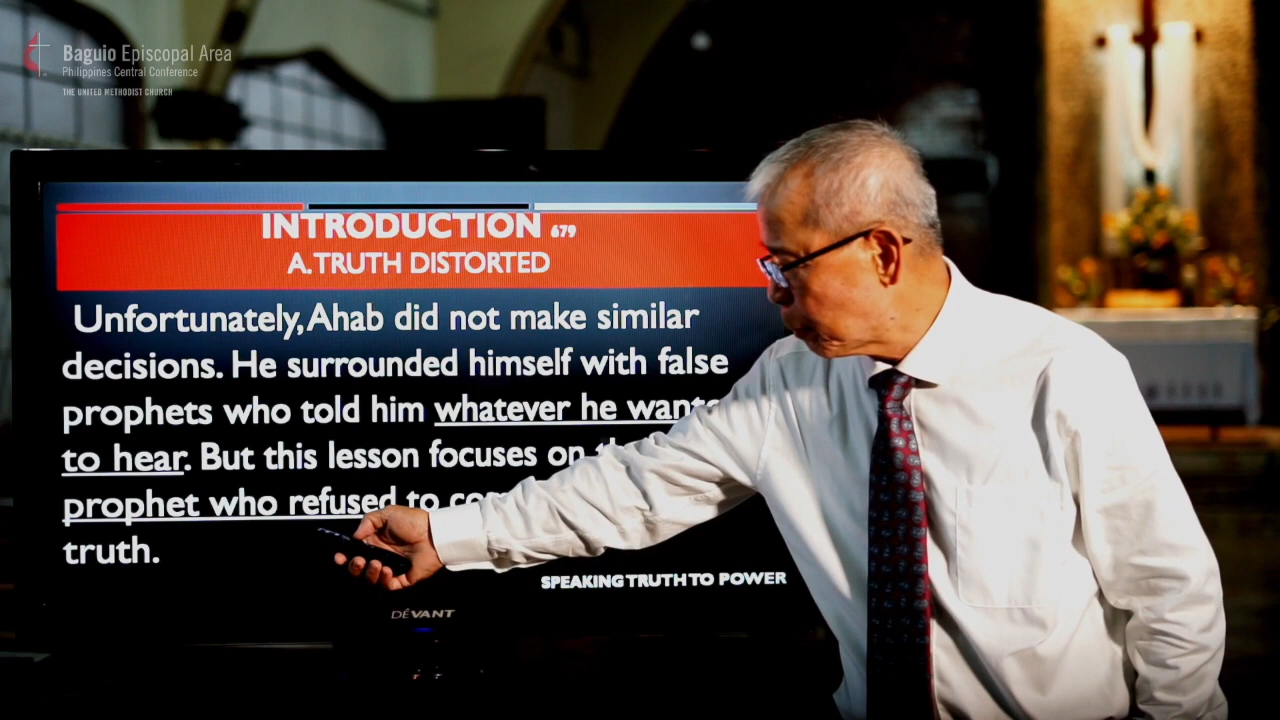 Baguio Episcopal Area
Philippines Central Conference
THE UNITED METHODIST CHURCH
INTRODUCTION 679
A. TRUTH DISTORTED
Unfortunately, Ahab did not make similar
decisions. He surrounded himself with false
prophets who told him whatever he
to hear. But this lesson focuses on
prophet who refused to
truth.
SPEAKING TRUTH TO POWER
DEVANT